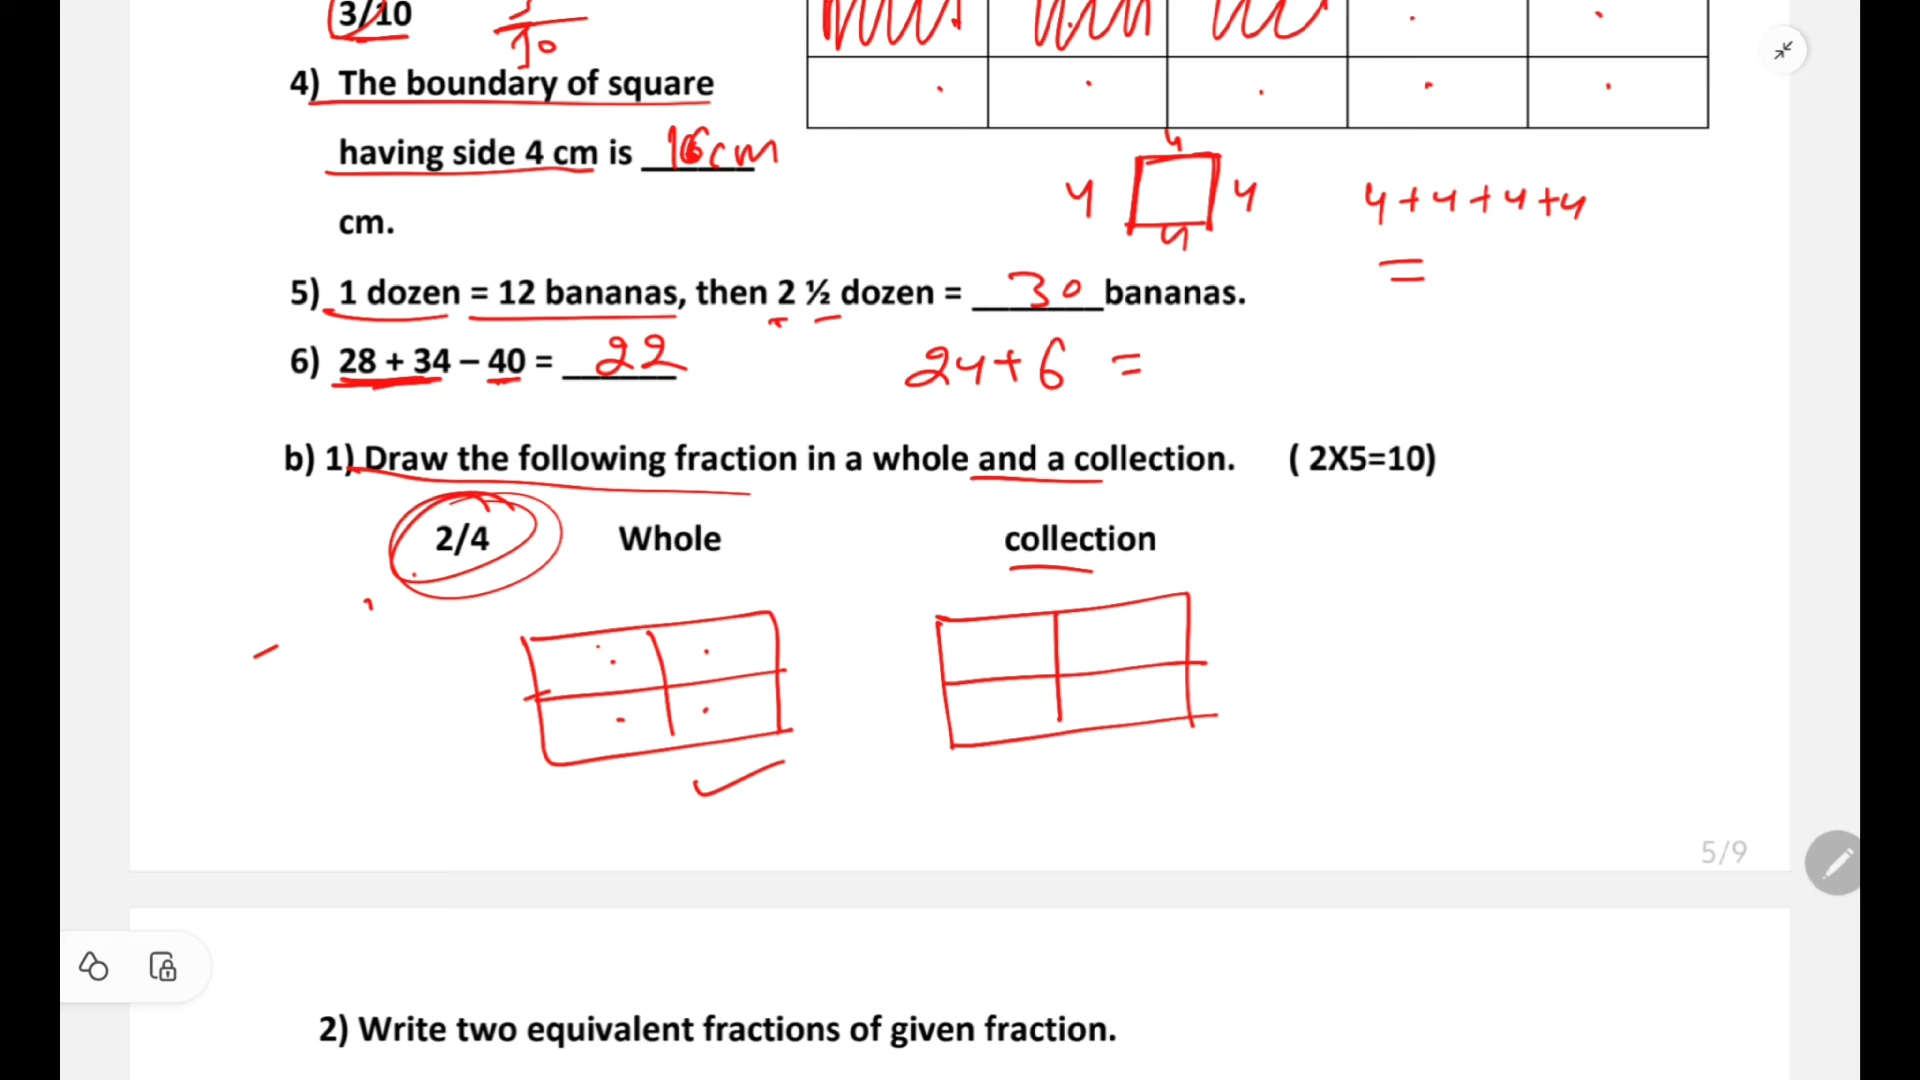 3/10 3/10
4) The boundary of square
having side 4 cm is 16cm
cm.
4
4 4
4
4+4+4+4
=
5) 1 dozen = 12 bananas, then 2 ½ dozen = 30 bananas.
6) 28 + 34 – 40 = 22
24+6 =
b) 1) Draw the following fraction in a whole and a collection. ( 2X5=10)
2/4 Whole collection
5/9
2) Write two equivalent fractions of given fraction.